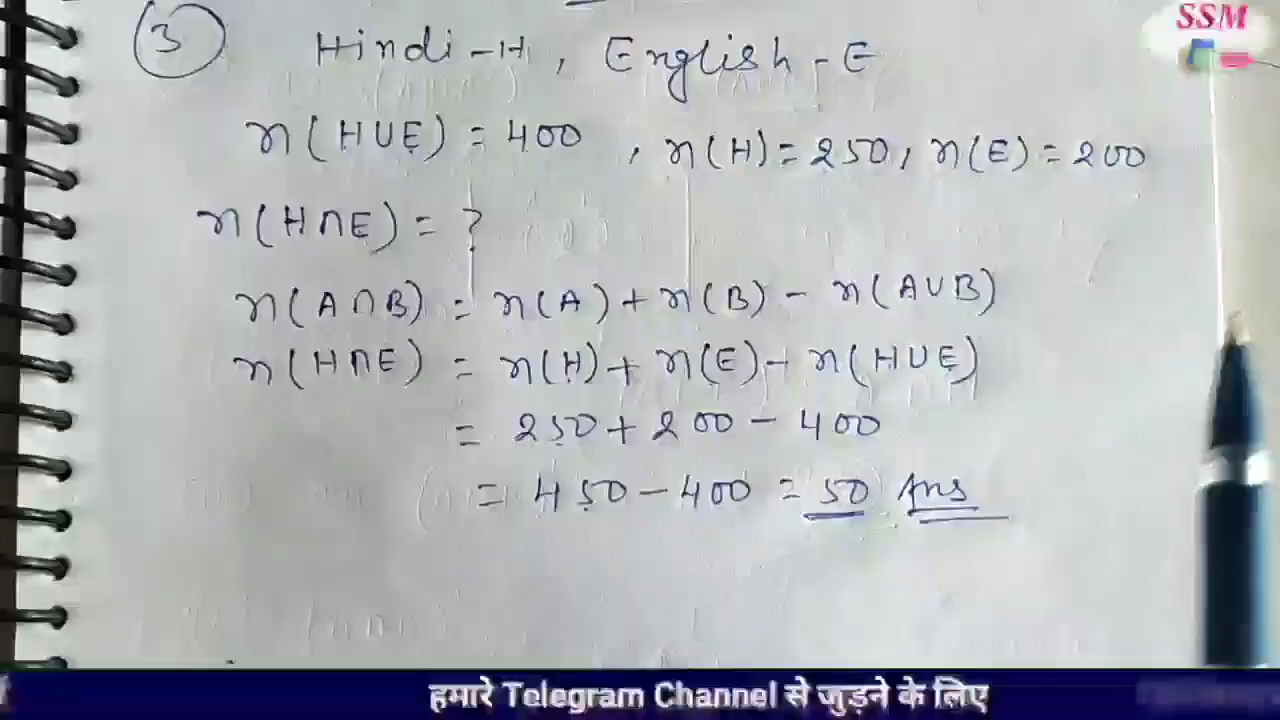 SSM
(3) Hindi - H, English - E
n(H∪E) = 400, n(H) = 250, n(E) = 200
n(H∩E) = ?
n(A∩B) = n(A) + n(B) - n(A∪B)
n(H∩E) = n(H) + n(E) - n(H∪E)
= 250 + 200 - 400
= 450 - 400 = 50 Ans
हमारे Telegram Channel से जुड़ने के लिए